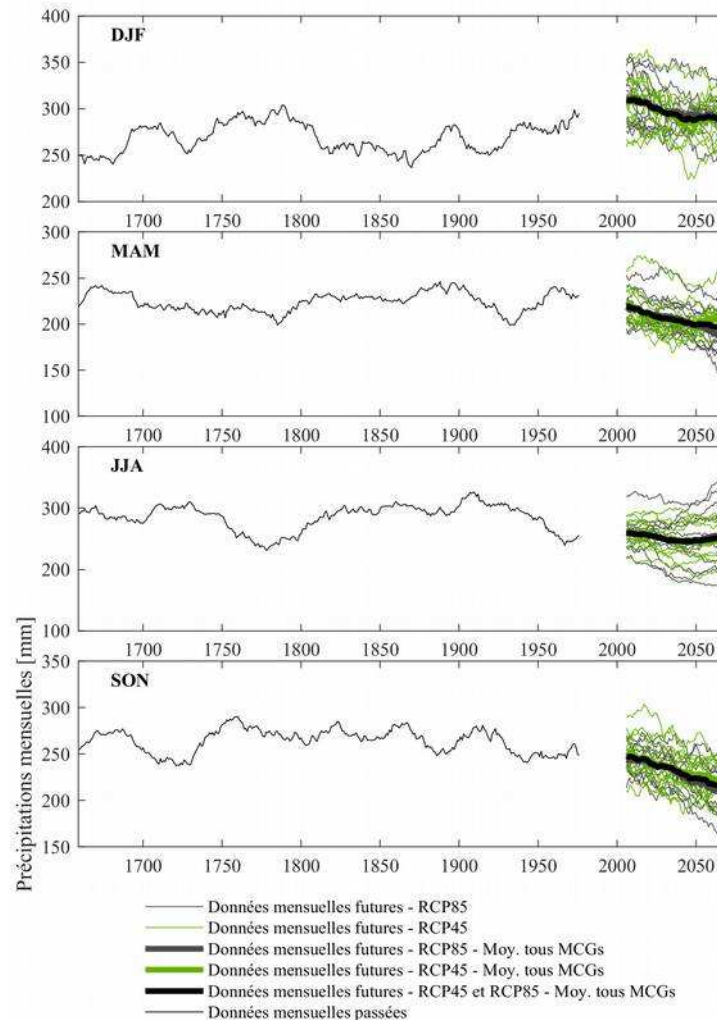 400
DJF
300
250
200
1700 1750 1800 1850 1900 1950 2000 2050
300
MAM
250
200
150
100
1700 1750 1800 1850 1900 1950 2000 2050
400
JJA
300
200
100
1700 1750 1800 1850 1900 1950 2000 2050
350
SON
300
250
200
150
1700 1750 1800 1850 1900 1950 2000 2050
Précipitations mensuelles [mm]
Données mensuelles futures - RCP85
Données mensuelles futures - RCP45
Données mensuelles futures - RCP85 - Moy. tous MCGs
Données mensuelles futures - RCP45 - Moy. tous MCGs
Données mensuelles futures - RCP45 et RCP85 - Moy. tous MCGs
Données mensuelles passées